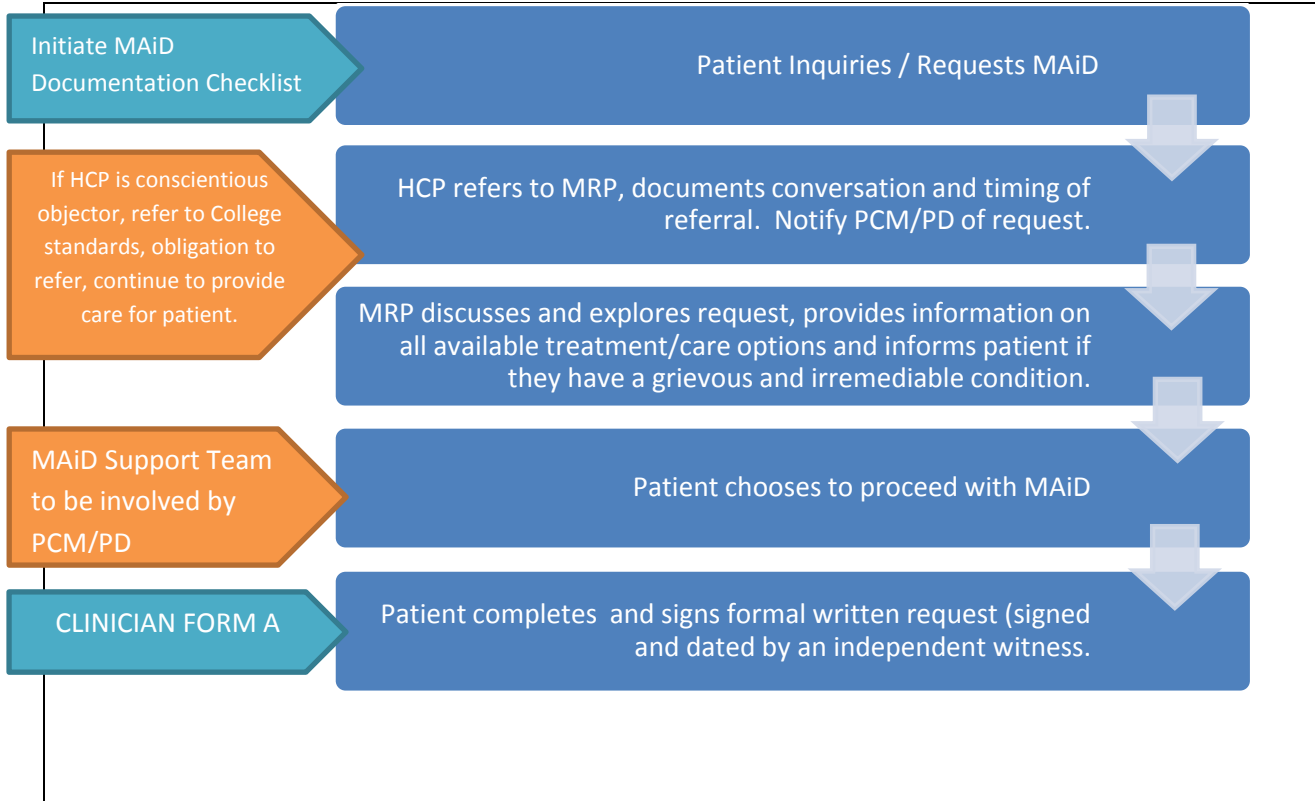 Initiate MAiD
Documentation Checklist
Patient Inquiries / Requests MAiD
If HCP is conscientious
objector, refer to College
standards, obligation to
refer, continue to provide
care for patient.
HCP refers to MRP, documents conversation and timing of
referral.  Notify PCM/PD of request.
MRP discusses and explores request, provides information on
all available treatment/care options and informs patient if
they have a grievous and irremediable condition.
MAiD Support Team
to be involved by
PCM/PD
Patient chooses to proceed with MAiD
CLINICIAN FORM A
Patient completes  and signs formal written request (signed
and dated by an independent witness.